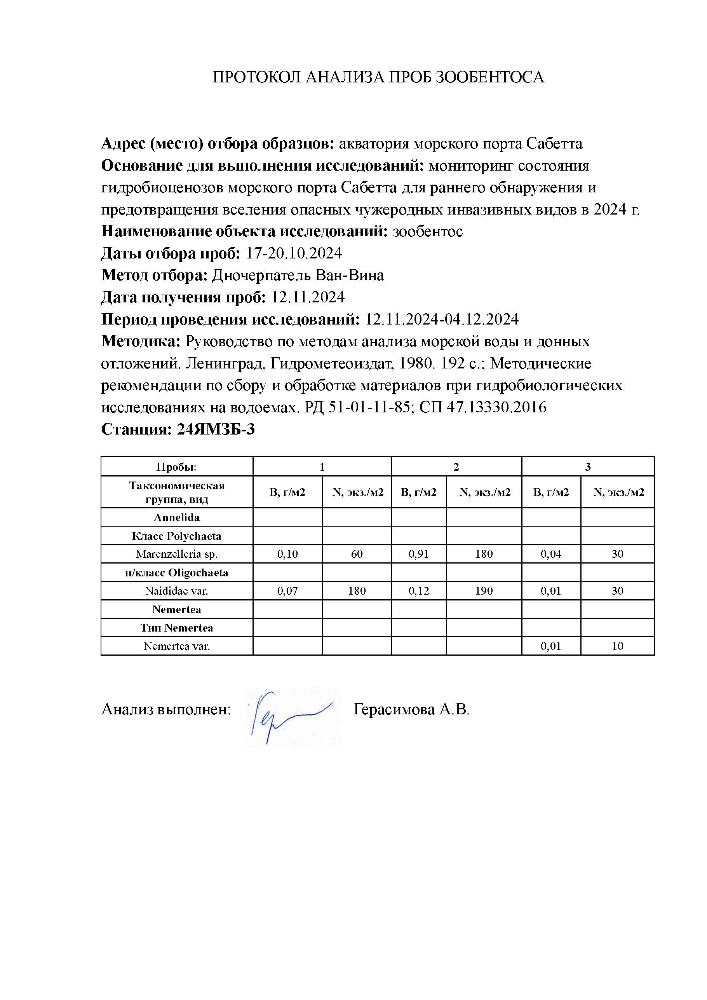 ПРОТОКОЛ АНАЛИЗА ПРОБ ЗООБЕНТОСА
Адрес (место) отбора образцов: акватория морского порта Сабетта
Основание для выполнения исследований: мониторинг состояния
гидробиоценозов морского порта Сабетта для раннего обнаружения и
предотвращения вселения опасных чужеродных инвазивных видов в 2024 г.
Наименование объекта исследований: зообентос
Даты отбора проб: 17-20.10.2024
Метод отбора: Дночерпатель Ван-Вина
Дата получения проб: 12.11.2024
Период проведения исследований: 12.11.2024-04.12.2024
Методика: Руководство по методам анализа морской воды и донных
отложений. Ленинград, Гидрометеоиздат, 1980. 192 с.; Методические
рекомендации по сбору и обработке материалов при гидробиологических
исследованиях на водоемах. РД 51-01-11-85; СП 47.13330.2016
Станция: 24ЯМЗБ-3
Пробы: 1 2 3
Таксономическая
группа, вид B, г/м2 N, экз./м2 B, г/м2 N, экз./м2 B, г/м2 N, экз./м2
Annelida
Класс Polychaeta
Marenzelleria sp. 0,10 60 0,91 180 0,04 30
п/класс Oligochaeta
Naididae var. 0,07 180 0,12 190 0,01 30
Nemertea
Тип Nemertea
Nemertea var. 0,01 10
Анализ выполнен: Гер Герасимова А.В.